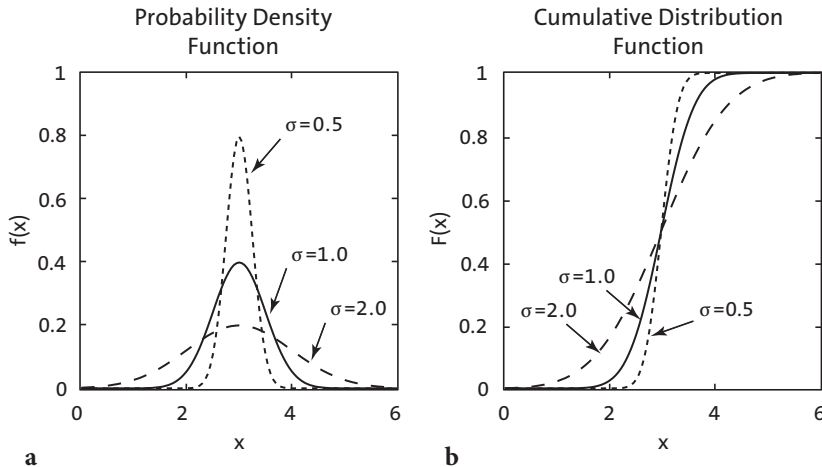 Probability Density
Function
1
0.8
0.6
0.4
0.2
0
f(x)
σ=0.5
σ=1.0
σ=2.0
0 2 4 6
x
a
Cumulative Distribution
Function
1
0.8
0.6
0.4
0.2
0
F(x)
σ=1.0
σ=2.0
σ=0.5
0 2 4 6
x
b